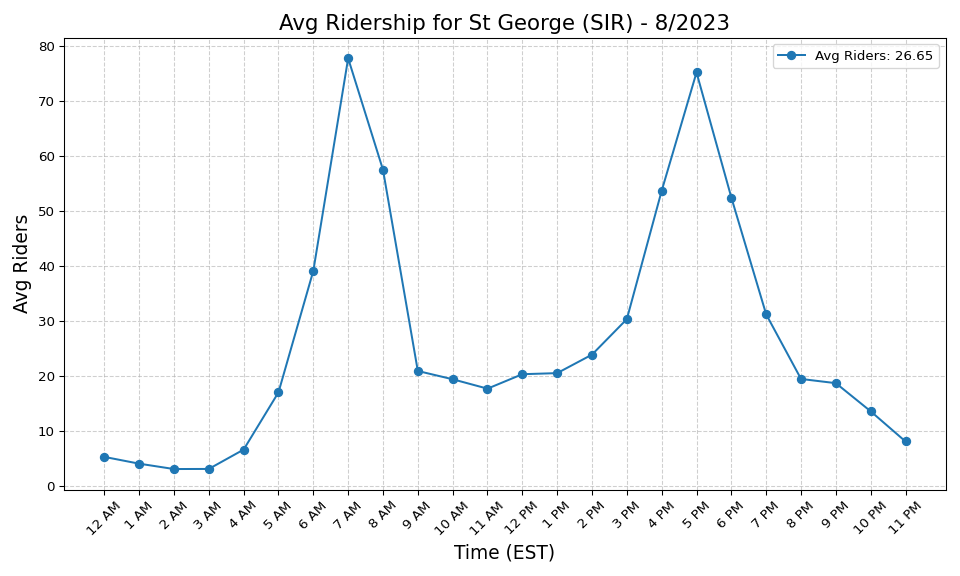 Avg Ridership for St George (SIR) - 8/2023
Avg Riders: 26.65
80
70
60
50
40
30
20
10
0
Avg Riders
12 AM
1 AM
2 AM
3 AM
4 AM
5 AM
6 AM
7 AM
8 AM
9 AM
10 AM
11 AM
12 PM
1 PM
2 PM
3 PM
4 PM
5 PM
6 PM
7 PM
8 PM
9 PM
10 PM
11 PM
Time (EST)